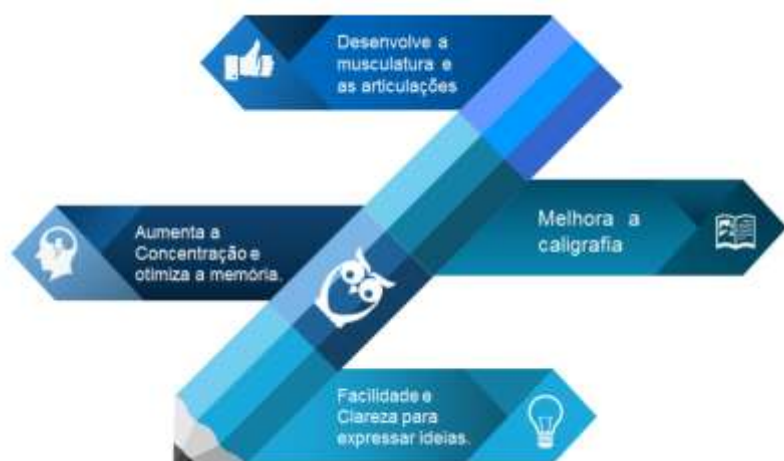 Desenvolve a
musculatura e
as articulações
Aumenta a
Concentração e
otimiza a memória.
Melhora a
caligrafia
Facilidade e
Clareza para
expressar ideias.